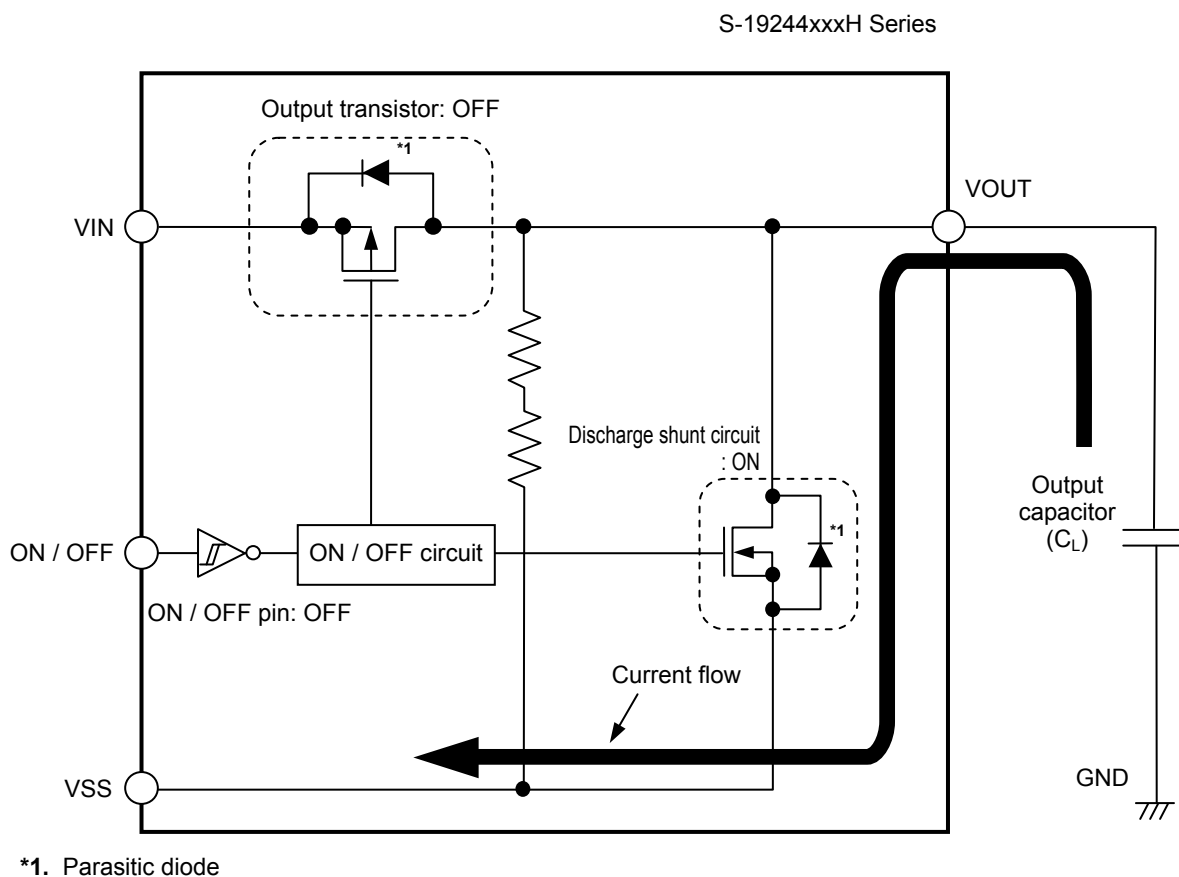 S-19244xxxH Series
Output transistor: OFF
*1
VOUT
VIN
Discharge shunt circuit
: ON
*1
Output
capacitor
(CL)
ON / OFF
ON / OFF circuit
ON / OFF pin: OFF
Current flow
VSS
GND
*1. Parasitic diode